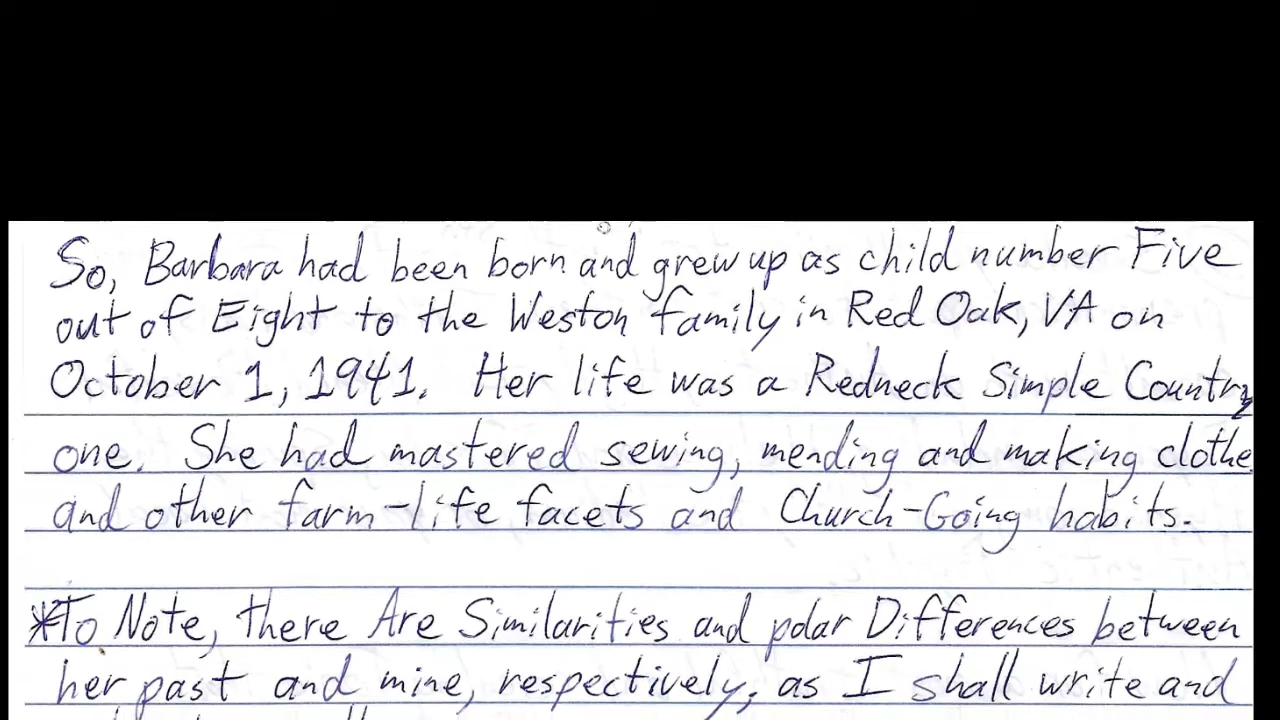 So, Barbara had been born and grew up as child number Five
out of Eight to the Weston family in Red Oak, VA on
October 1, 1941. Her life was a Redneck Simple Country
one. She had mastered sewing, mending and making clothe
and other farm-life facets and Church-Going habits.
*To Note, there Are Similarities and polar Differences between
her past and mine, respectively, as I shall write and